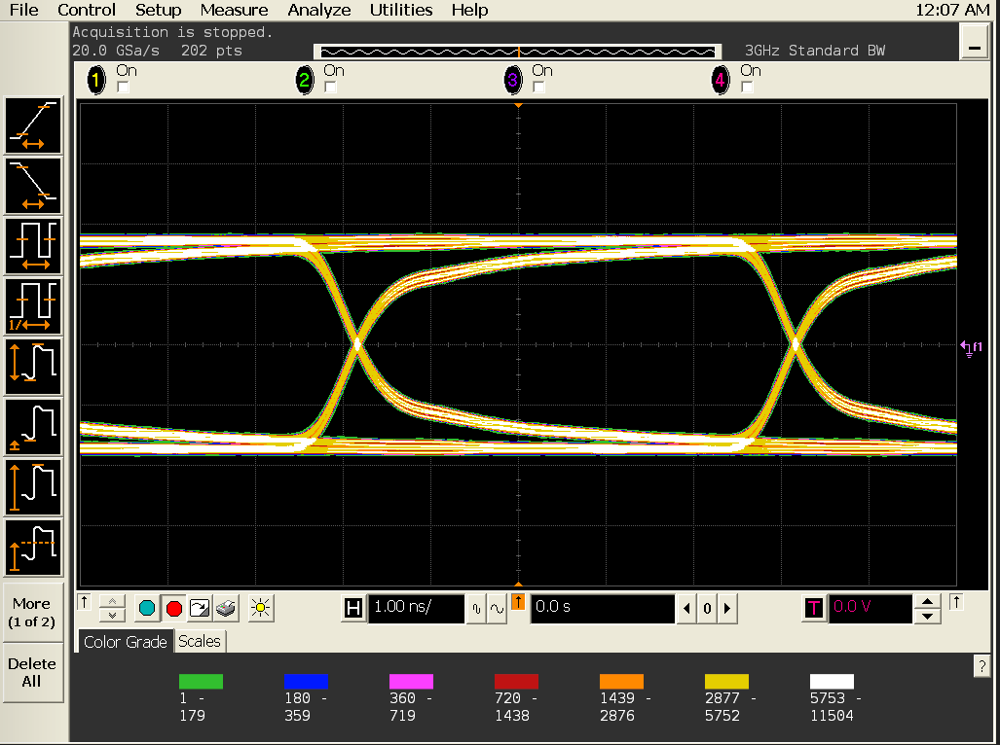 File Control Setup Measure Analyze Utilities Help 12:07 AM
Acquisition is stopped.
20.0 GSa/s 202 pts 3GHz Standard BW
1 On 2 On 3 On 4 On
1/
f1
More
(1 of 2)
Delete
All
H 1.00 ns/ 0.0 s 0 T 0.0 V
Color Grade Scales
?
1 - 180 - 360 - 720 - 1439 - 2877 - 5753 -
179 359 719 1438 2876 5752 11504